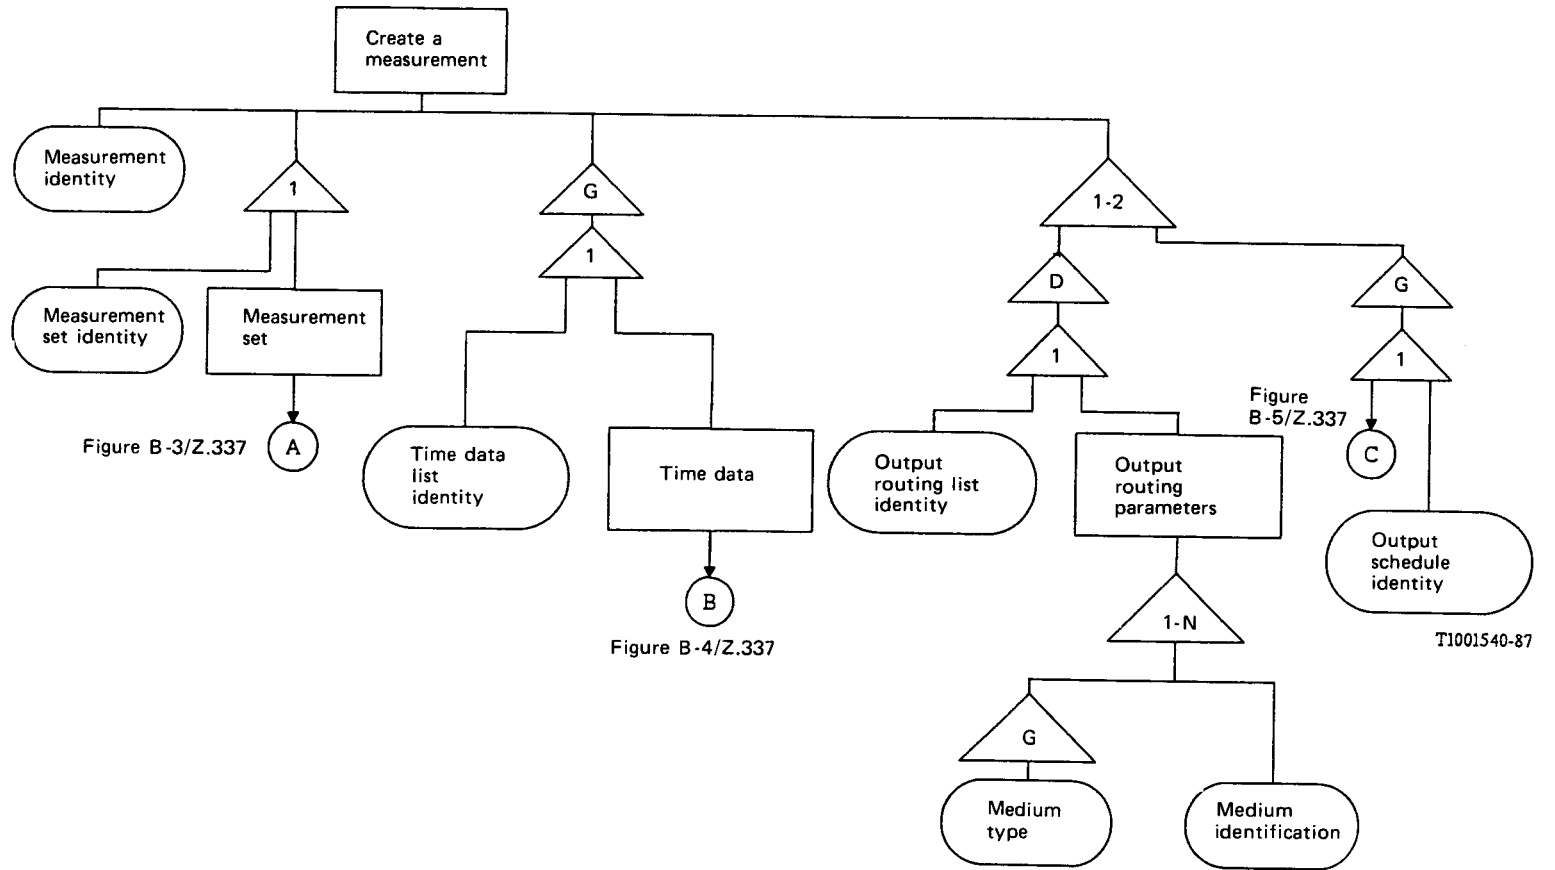 Create a
measurement
Measurement
identity
1
G
1-2
Measurement
set identity
Measurement
set
1
D
G
1
1
Figure
B-5/Z.337
Figure B-3/Z.337
A
Time data
list
identity
Time data
Output
routing list
identity
Output
routing
parameters
C
Output
schedule
identity
B
Figure B-4/Z.337
1-N
T1001540-87
G
Medium
type
Medium
identification